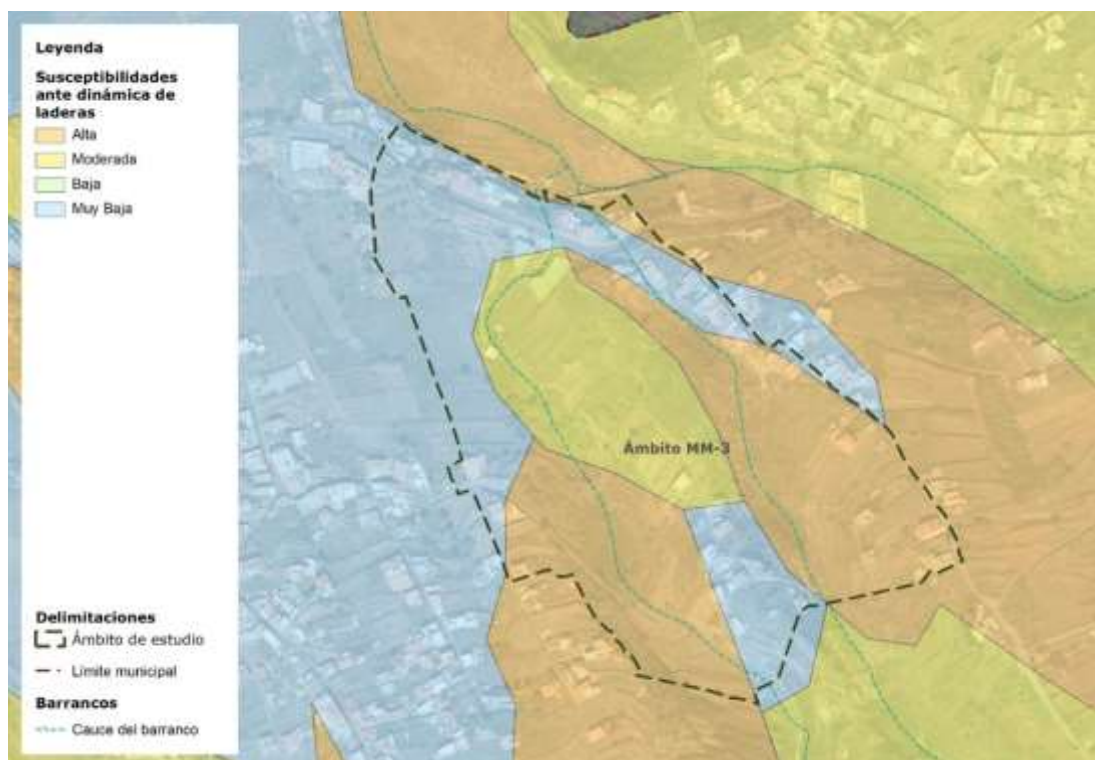 Leyenda
Susceptibilidades
ante dinámica de
laderas
Alta
Moderada
Baja
Muy Baja
Ámbito MM-3
Delimitaciones
Ámbito de estudio
Límite municipal
Barrancos
Cauce del barranco